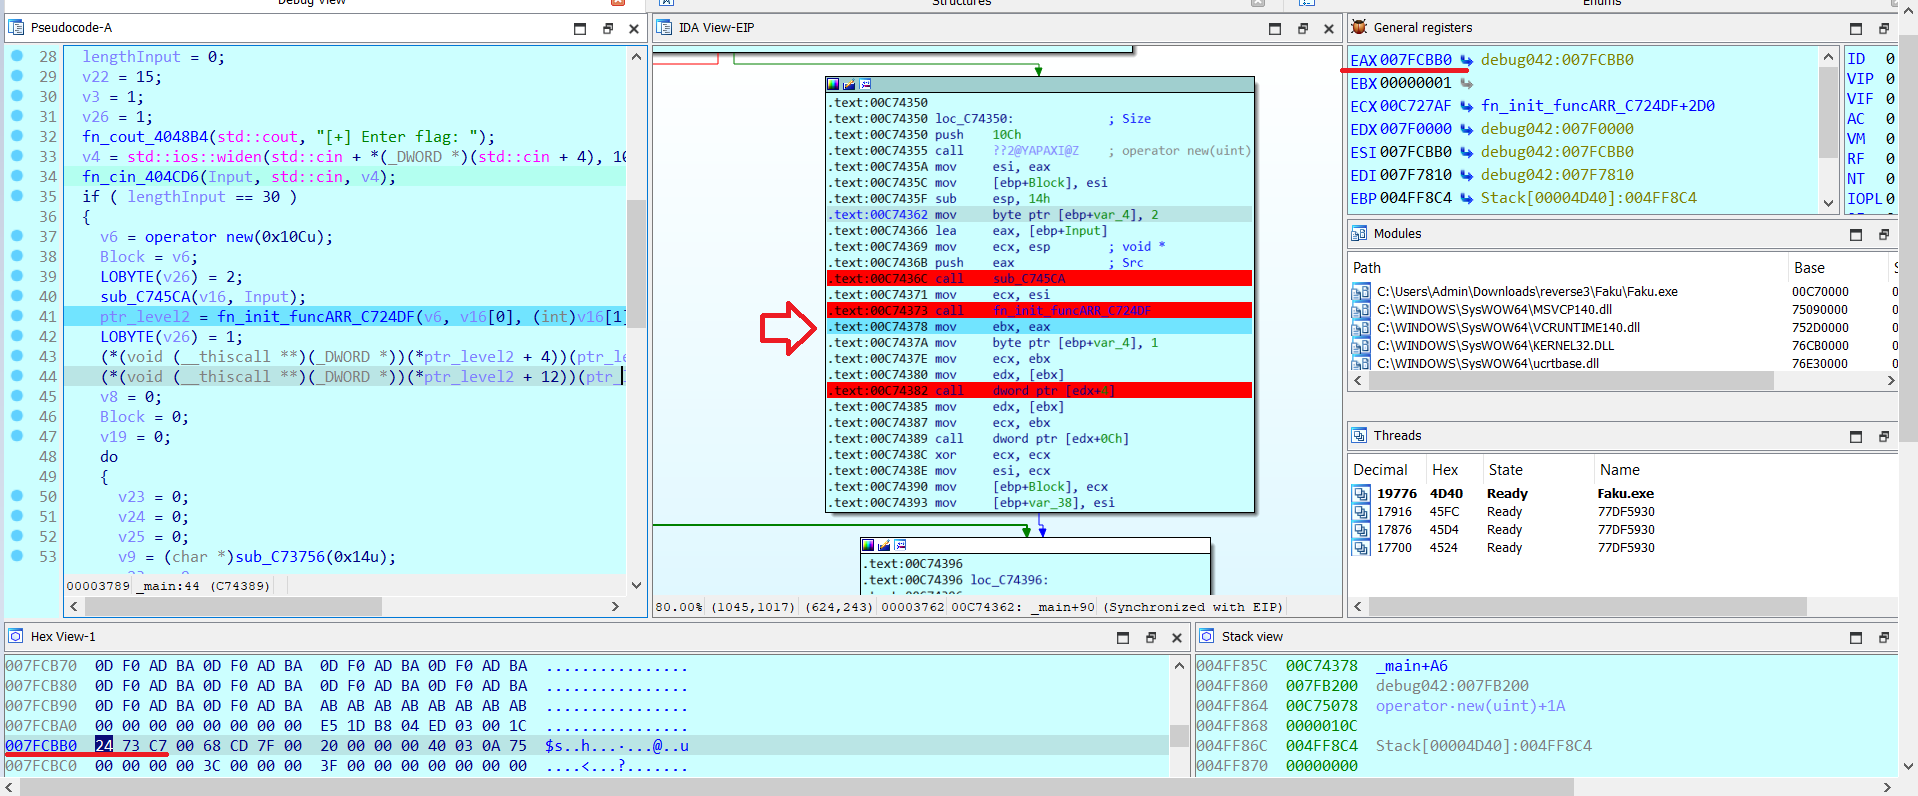 Debug View
Structures
Enums
Pseudocode-A
28 lengthInput = 0;
29 v22 = 15;
30 v3 = 1;
31 v26 = 1;
32 fn_cout_4048B4(std::cout, "[+] Enter flag: ");
33 v4 = std::ios::widen(std::cin + *(_DWORD *)(std::cin + 4), 10
34 fn_cin_404CD6(Input, std::cin, v4);
35 if ( lengthInput == 30 )
36 {
37 v6 = operator new(0x10Cu);
38 Block = v6;
39 LOBYTE(v26) = 2;
40 sub_C745CA(v16, Input);
41 ptr_level2 = fn_init_funcARR_C724DF(v6, v16[0], (int)v16[1]
42 LOBYTE(v26) = 1;
43 (*(void (__thiscall **)(_DWORD *))(*ptr_level2 + 4))(ptr_le
44 (*(void (__thiscall **)(_DWORD *))(*ptr_level2 + 12))(ptr_
45 v8 = 0;
46 Block = 0;
47 v19 = 0;
48 do
49 {
50 v23 = 0;
51 v24 = 0;
52 v25 = 0;
53 v9 = (char *)sub_C73756(0x14u);
00003789 _main:44 (C74389)
IDA View-EIP
.text:00C74350
.text:00C74350 loc_C74350: ; Size
.text:00C74350 push 10Ch
.text:00C74355 call ??2@YAPAXI@Z ; operator new(uint)
.text:00C7435A mov esi, eax
.text:00C7435C mov [ebp+Block], esi
.text:00C7435F sub esp, 14h
.text:00C74362 mov byte ptr [ebp+var_4], 2
.text:00C74366 lea eax, [ebp+Input]
.text:00C74369 mov ecx, esp ; void *
.text:00C7436B push eax ; Src
.text:00C7436C call sub_C745CA
.text:00C74371 mov ecx, esi
.text:00C74373 call fn_init_funcARR_C724DF
.text:00C74378 mov ebx, eax
.text:00C7437A mov byte ptr [ebp+var_4], 1
.text:00C7437E mov ecx, ebx
.text:00C74380 mov edx, [ebx]
.text:00C74382 call dword ptr [edx+4]
.text:00C74385 mov edx, [ebx]
.text:00C74387 mov ecx, ebx
.text:00C74389 call dword ptr [edx+0Ch]
.text:00C7438C xor ecx, ecx
.text:00C7438E mov esi, ecx
.text:00C74390 mov [ebp+Block], ecx
.text:00C74393 mov [ebp+var_38], esi
.text:00C74396
.text:00C74396 loc_C74396:
80.00% (1045,1017) (624,243) 00003762 00C74362: _main+90 (Synchronized with EIP)
General registers
EAX 007FCBB0 debug042:007FCBB0
EBX 00000001
ECX 00C727AF fn_init_funcARR_C724DF+2D0
EDX 007F0000 debug042:007F0000
ESI 007FCBB0 debug042:007FCBB0
EDI 007F7810 debug042:007F7810
EBP 004FF8C4 Stack[00004D40]:004FF8C4
ID 0
VIP 0
VIF 0
AC 0
VM 0
RF 0
NT 0
IOPL 0
Modules
Path Base S
C:\Users\Admin\Downloads\reverse3\Faku\Faku.exe 00C70000
C:\WINDOWS\SysWOW64\MSVCP140.dll 75090000
C:\WINDOWS\SysWOW64\VCRUNTIME140.dll 752D0000
C:\WINDOWS\SysWOW64\KERNEL32.DLL 76CB0000
C:\WINDOWS\SysWOW64\ucrtbase.dll 76E30000
Threads
Decimal Hex State Name
19776 4D40 Ready Faku.exe
17916 45FC Ready 77DF5930
17876 45D4 Ready 77DF5930
17700 4524 Ready 77DF5930
Hex View-1
007FCB70 0D F0 AD BA 0D F0 AD BA 0D F0 AD BA 0D F0 AD BA ................
007FCB80 0D F0 AD BA 0D F0 AD BA 0D F0 AD BA 0D F0 AD BA ................
007FCB90 0D F0 AD BA 0D F0 AD BA AB AB AB AB AB AB AB AB ................
007FCBA0 00 00 00 00 00 00 00 00 E5 1D B8 04 ED 03 00 1C ................
007FCBB0 24 73 C7 00 68 CD 7F 00 20 00 00 00 40 03 0A 75 $s..h...·...@..u
007FCBC0 00 00 00 00 3C 00 00 00 3F 00 00 00 00 00 00 00 ....<...?.......
Stack view
004FF85C 00C74378 _main+A6
004FF860 007FB200 debug042:007FB200
004FF864 00C75078 operator·new(uint)+1A
004FF868 0000010C
004FF86C 004FF8C4 Stack[00004D40]:004FF8C4
004FF870 00000000